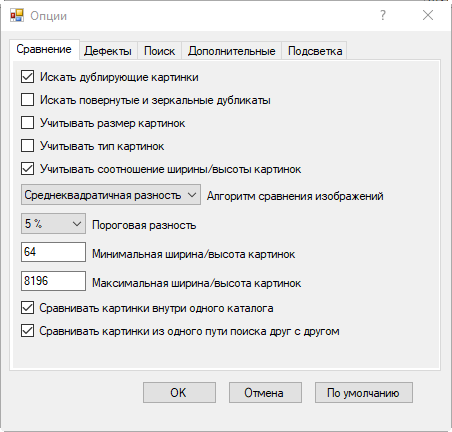 Опции
Сравнение Дефекты Поиск Дополнительные Подсветка
Искать дублирующие картинки
Искать повернутые и зеркальные дубликаты
Учитывать размер картинок
Учитывать тип картинок
Учитывать соотношение ширины/высоты картинок
Среднеквадратичная разность Алгоритм сравнения изображений
5 % Пороговая разность
64 Минимальная ширина/высота картинок
8196 Максимальная ширина/высота картинок
Сравнивать картинки внутри одного каталога
Сравнивать картинки из одного пути поиска друг с другом
OK Отмена По умолчанию